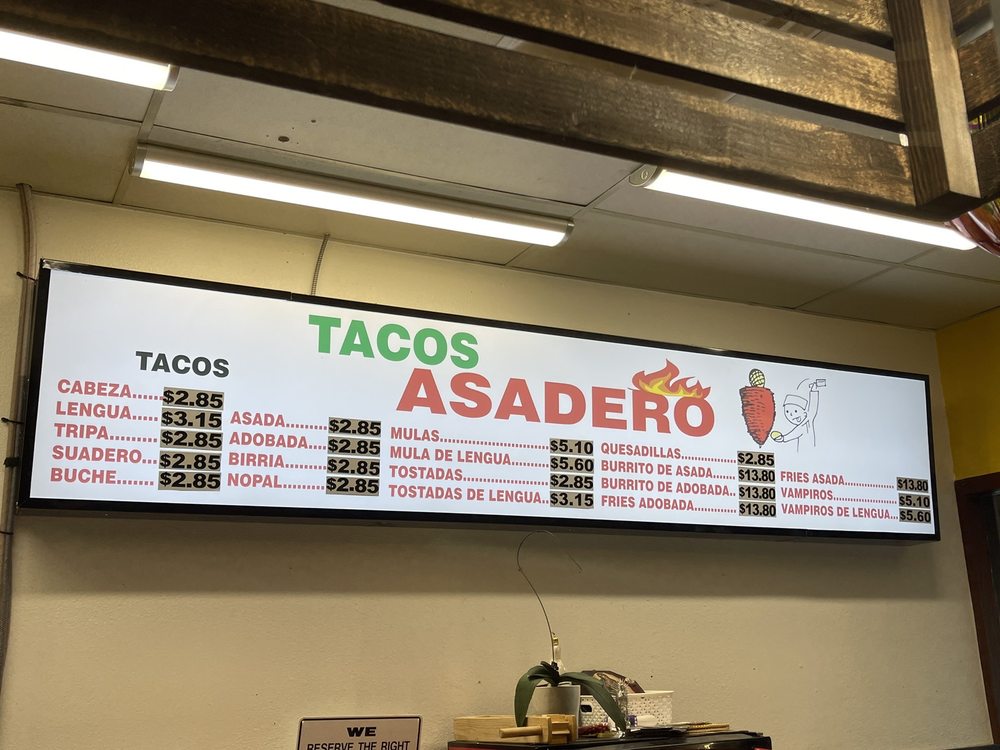 TACOS
ASADERO
TACOS
CABEZA......$2.85
LENGUA......$3.15
TRIPA.........$2.85
SUADERO...$2.85
BUCHE.......$2.85
ASADA.......$2.85
ADOBADA...$2.85
BIRRIA........$2.85
NOPAL........$2.85
MULAS............................$5.10
MULA DE LENGUA..........$5.60
TOSTADAS......................$2.85
TOSTADAS DE LENGUA..$3.15
QUESADILLAS..............$2.85
BURRITO DE ASADA......$13.80
BURRITO DE ADOBADA..$13.80
FRIES ADOBADA............$13.80
FRIES ASADA..............$13.80
VAMPIROS..................$5.10
VAMPIROS DE LENGUA...$5.60
WE
RESERVE THE RIGHT
G